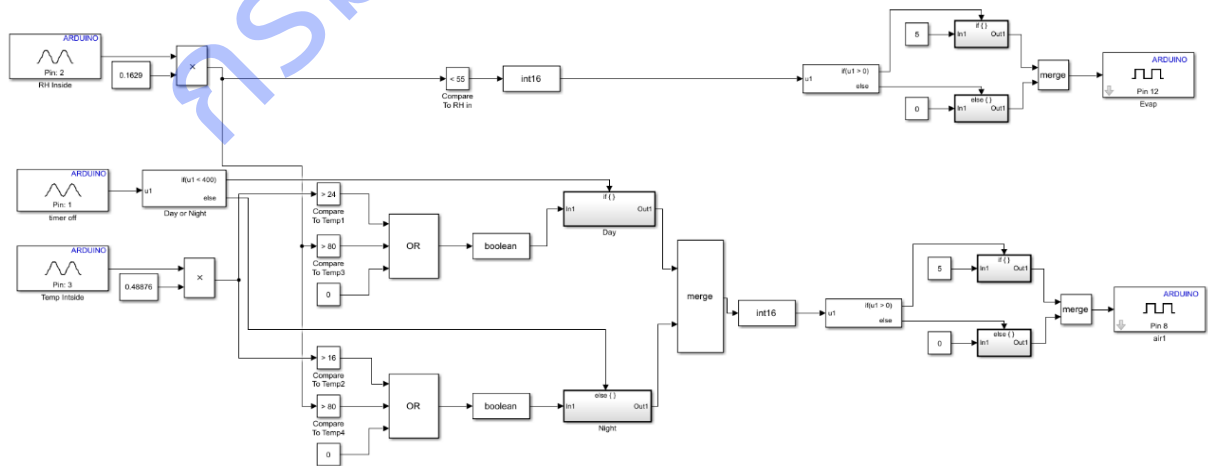 ARDUINO
Pin: 2
RH Inside
0.1629
×
< 55
Compare
To RH in
int16
u1
if(u1 > 0)
else
5
if { }
In1
Out1
0
else { }
In1
Out1
merge
ARDUINO
Pin 12
Evap
ARDUINO
Pin: 1
timer off
u1
if(u1 < 400)
else
Day or Night
ARDUINO
Pin: 3
Temp Intside
0.48876
×
> 24
Compare
To Temp1
> 80
Compare
To Temp3
0
OR
boolean
if { }
In1
Out1
Day
> 16
Compare
To Temp2
> 80
Compare
To Temp4
0
OR
boolean
else { }
In1
Out1
Night
merge
int16
u1
if(u1 > 0)
else
5
if { }
In1
Out1
0
else { }
In1
Out1
merge
ARDUINO
Pin 8
air1